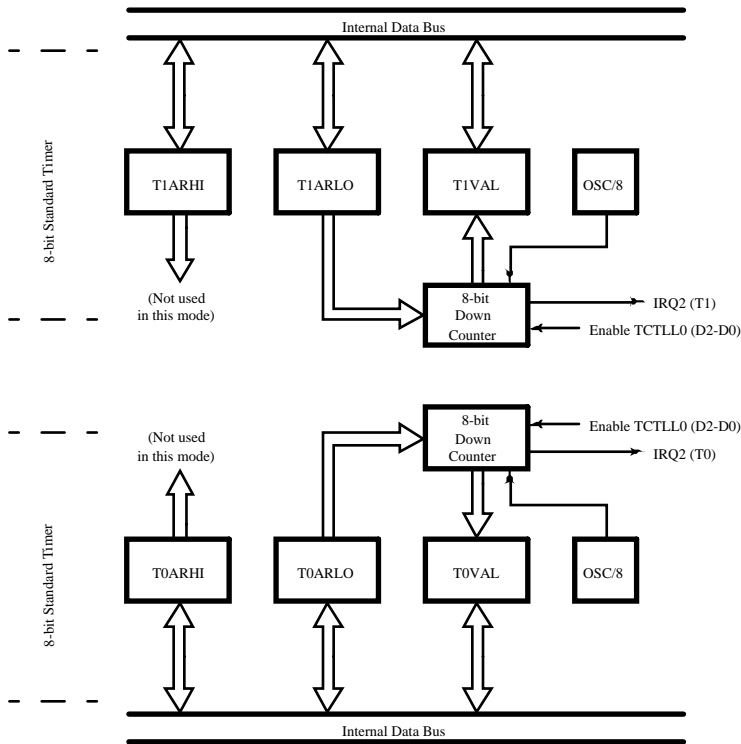 Internal Data Bus
8-bit Standard Timer
T1ARHI
T1ARLO
T1VAL
OSC/8
(Not used
in this mode)
8-bit
Down
Counter
IRQ2 (T1)
Enable TCTLL0 (D2-D0)
(Not used
in this mode)
8-bit
Down
Counter
Enable TCTLL0 (D2-D0)
IRQ2 (T0)
8-bit Standard Timer
T0ARHI
T0ARLO
T0VAL
OSC/8
Internal Data Bus